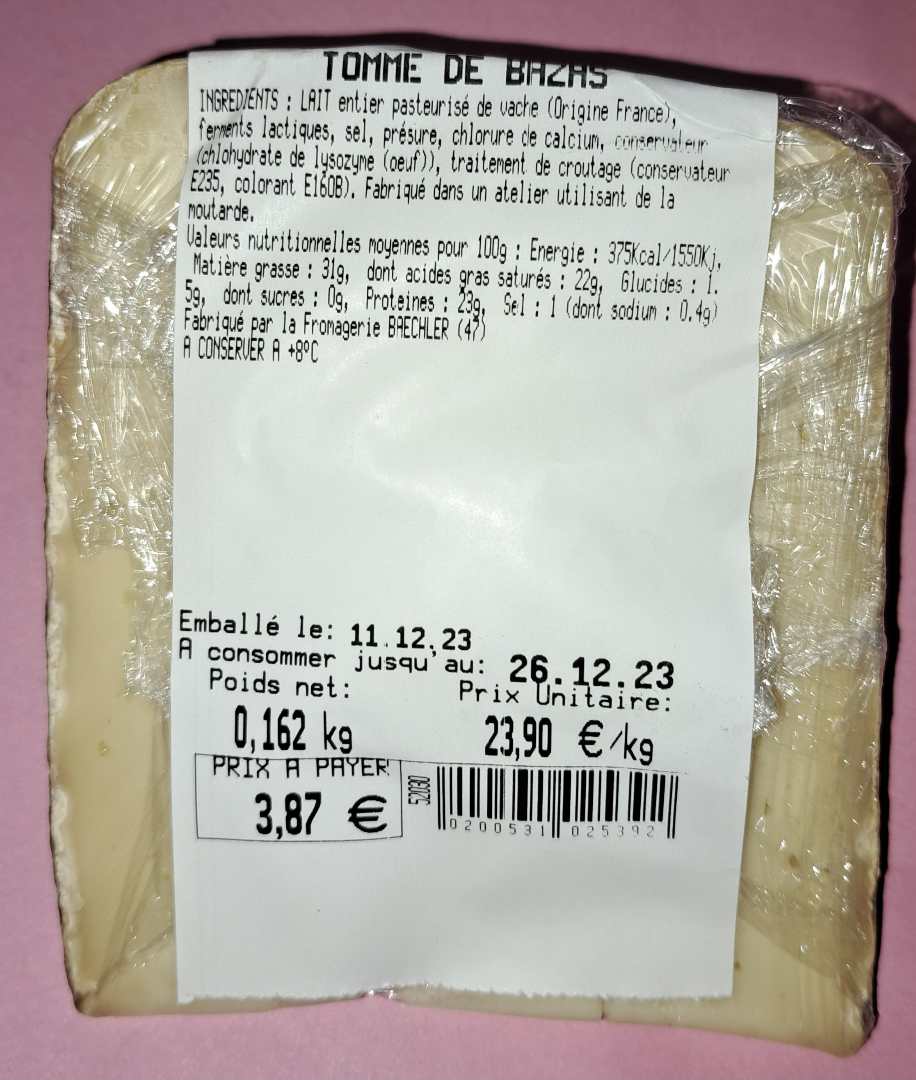 TOMME DE BAZAS
INGREDIENTS : LAIT entier pasteurisé de vache (Origine France),
ferments lactiques, sel, présure, chlorure de calcium, conservateur
(chlohydrate de lysozyme (oeuf)), traitement de croutage (conservateur
E235, colorant E160B). Fabriqué dans un atelier utilisant de la
moutarde.
Valeurs nutritionnelles moyennes pour 100g : Energie : 375Kcal/1550Kj,
Matière grasse : 31g, dont acides gras saturés : 22g, Glucides : 1.
5g, dont sucres : 0g, Proteines : 23g, Sel : 1 (dont sodium : 0.4g)
Fabriqué par la Fromagerie BAECHLER (47)
A CONSERVER A +8°C
Emballé le: 11.12.23
A consommer jusqu'au: 26.12.23
Poids net: Prix Unitaire:
0,162 kg 23,90 €/kg
PRIX A PAYER
3,87 €
52030
0200531 025392